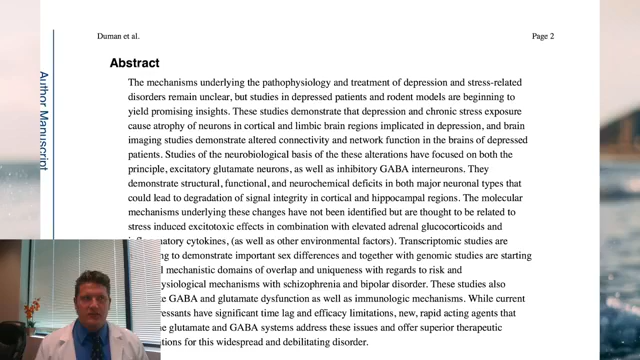 Duman et al.
Page 2
Author Manuscript
Abstract
The mechanisms underlying the pathophysiology and treatment of depression and stress-related
disorders remain unclear, but studies in depressed patients and rodent models are beginning to
yield promising insights. These studies demonstrate that depression and chronic stress exposure
cause atrophy of neurons in cortical and limbic brain regions implicated in depression, and brain
imaging studies demonstrate altered connectivity and network function in the brains of depressed
patients. Studies of the neurobiological basis of the these alterations have focused on both the
principle, excitatory glutamate neurons, as well as inhibitory GABA interneurons. They
demonstrate structural, functional, and neurochemical deficits in both major neuronal types that
could lead to degradation of signal integrity in cortical and hippocampal regions. The molecular
mechanisms underlying these changes have not been identified but are thought to be related to
stress induced excitotoxic effects in combination with elevated adrenal glucocorticoids and
inflammatory cytokines, (as well as other environmental factors). Transcriptomic studies are
to demonstrate important sex differences and together with genomic studies are starting
mechanistic domains of overlap and uniqueness with regards to risk and
mechanisms with schizophrenia and bipolar disorder. These studies also
GABA and glutamate dysfunction as well as immunologic mechanisms. While current
have significant time lag and efficacy limitations, new, rapid acting agents that
glutamate and GABA systems address these issues and offer superior therapeutic
for this widespread and debilitating disorder.